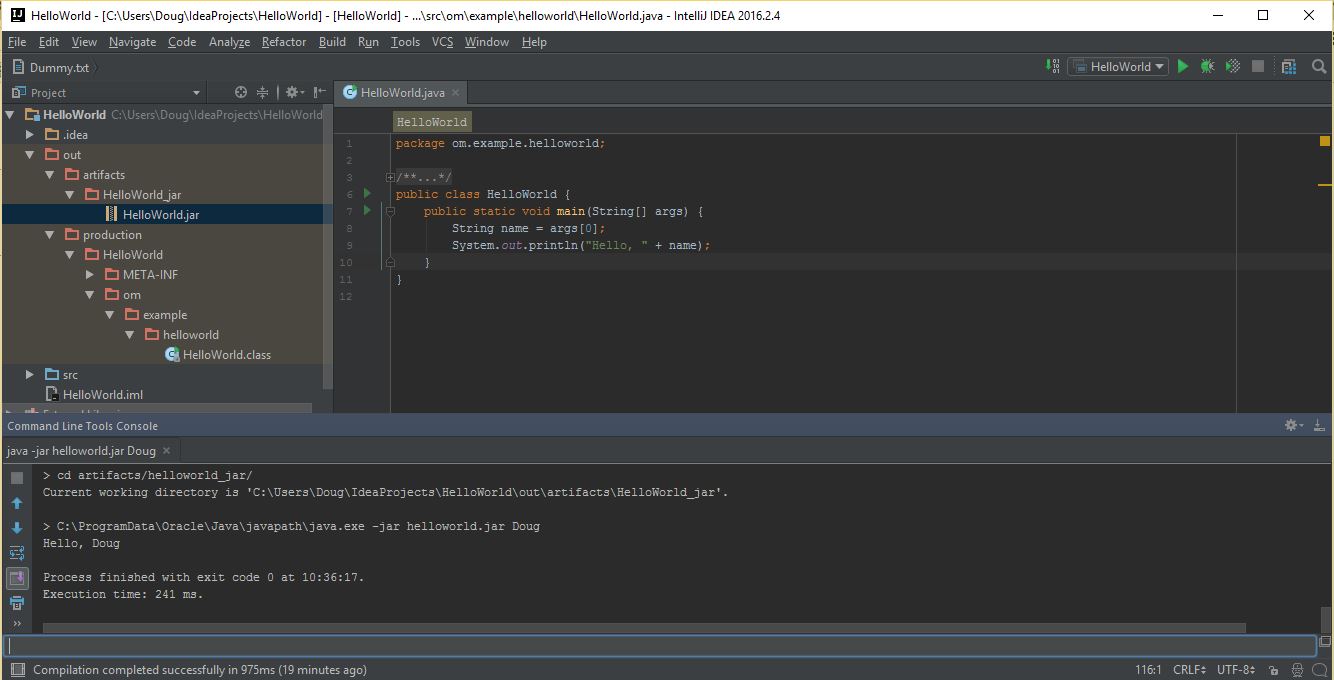 HelloWorld - [C:\Users\Doug\IdeaProjects\HelloWorld] - [HelloWorld] - ...\src\om\example\helloworld\HelloWorld.java - IntelliJ IDEA 2016.2.4
File Edit View Navigate Code Analyze Refactor Build Run Tools VCS Window Help
Dummy.txt
HelloWorld
Project
HelloWorld.java
HelloWorld C:\Users\Doug\IdeaProjects\HelloWorld
.idea
out
artifacts
HelloWorld_jar
HelloWorld.jar
production
HelloWorld
META-INF
om
example
helloworld
HelloWorld.class
src
HelloWorld.iml
HelloWorld
1 package om.example.helloworld;
2
3 /**...*/
6 public class HelloWorld {
7 public static void main(String[] args) {
8 String name = args[0];
9 System.out.println("Hello, " + name);
10 }
11 }
12
Command Line Tools Console
java -jar helloworld.jar Doug
> cd artifacts/helloworld_jar/
Current working directory is 'C:\Users\Doug\IdeaProjects\HelloWorld\out\artifacts\HelloWorld_jar'.
> C:\ProgramData\Oracle\Java\javapath\java.exe -jar helloworld.jar Doug
Hello, Doug
Process finished with exit code 0 at 10:36:17.
Execution time: 241 ms.
Compilation completed successfully in 975ms (19 minutes ago)
116:1 CRLF UTF-8